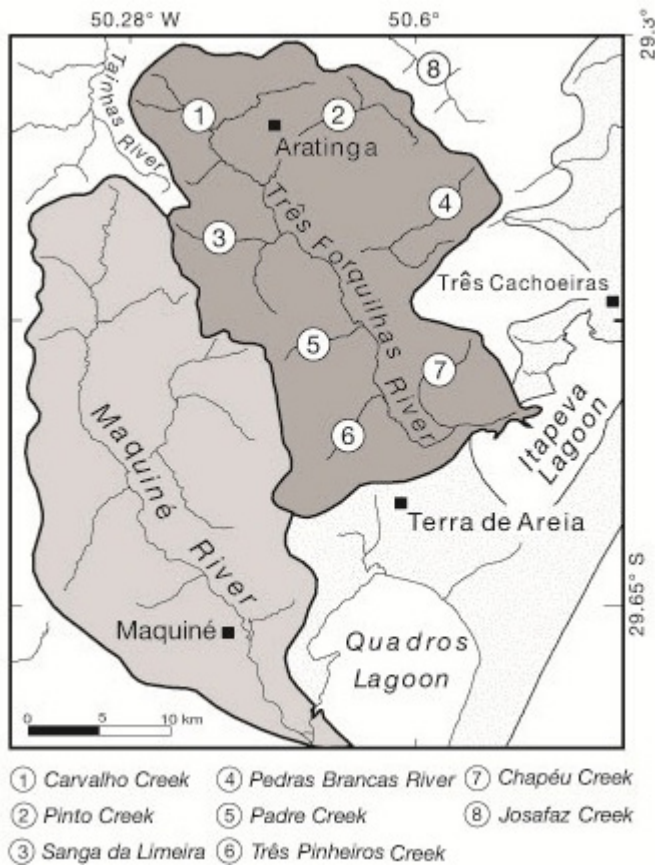 50.28° W
50.6°
29.3°
Tainhas River
8
1
2
Aratinga
4
3
Três Forquilhas River
Três Cachoeiras
5
7
Maquiné River
6
Itapeva
Lagoon
Terra de Areia
29.65° S
Maquiné
Quadros
Lagoon
0 5 10 km
1 Carvalho Creek 4 Pedras Brancas River 7 Chapéu Creek
2 Pinto Creek 5 Padre Creek 8 Josafaz Creek
3 Sanga da Limeira 6 Três Pinheiros Creek